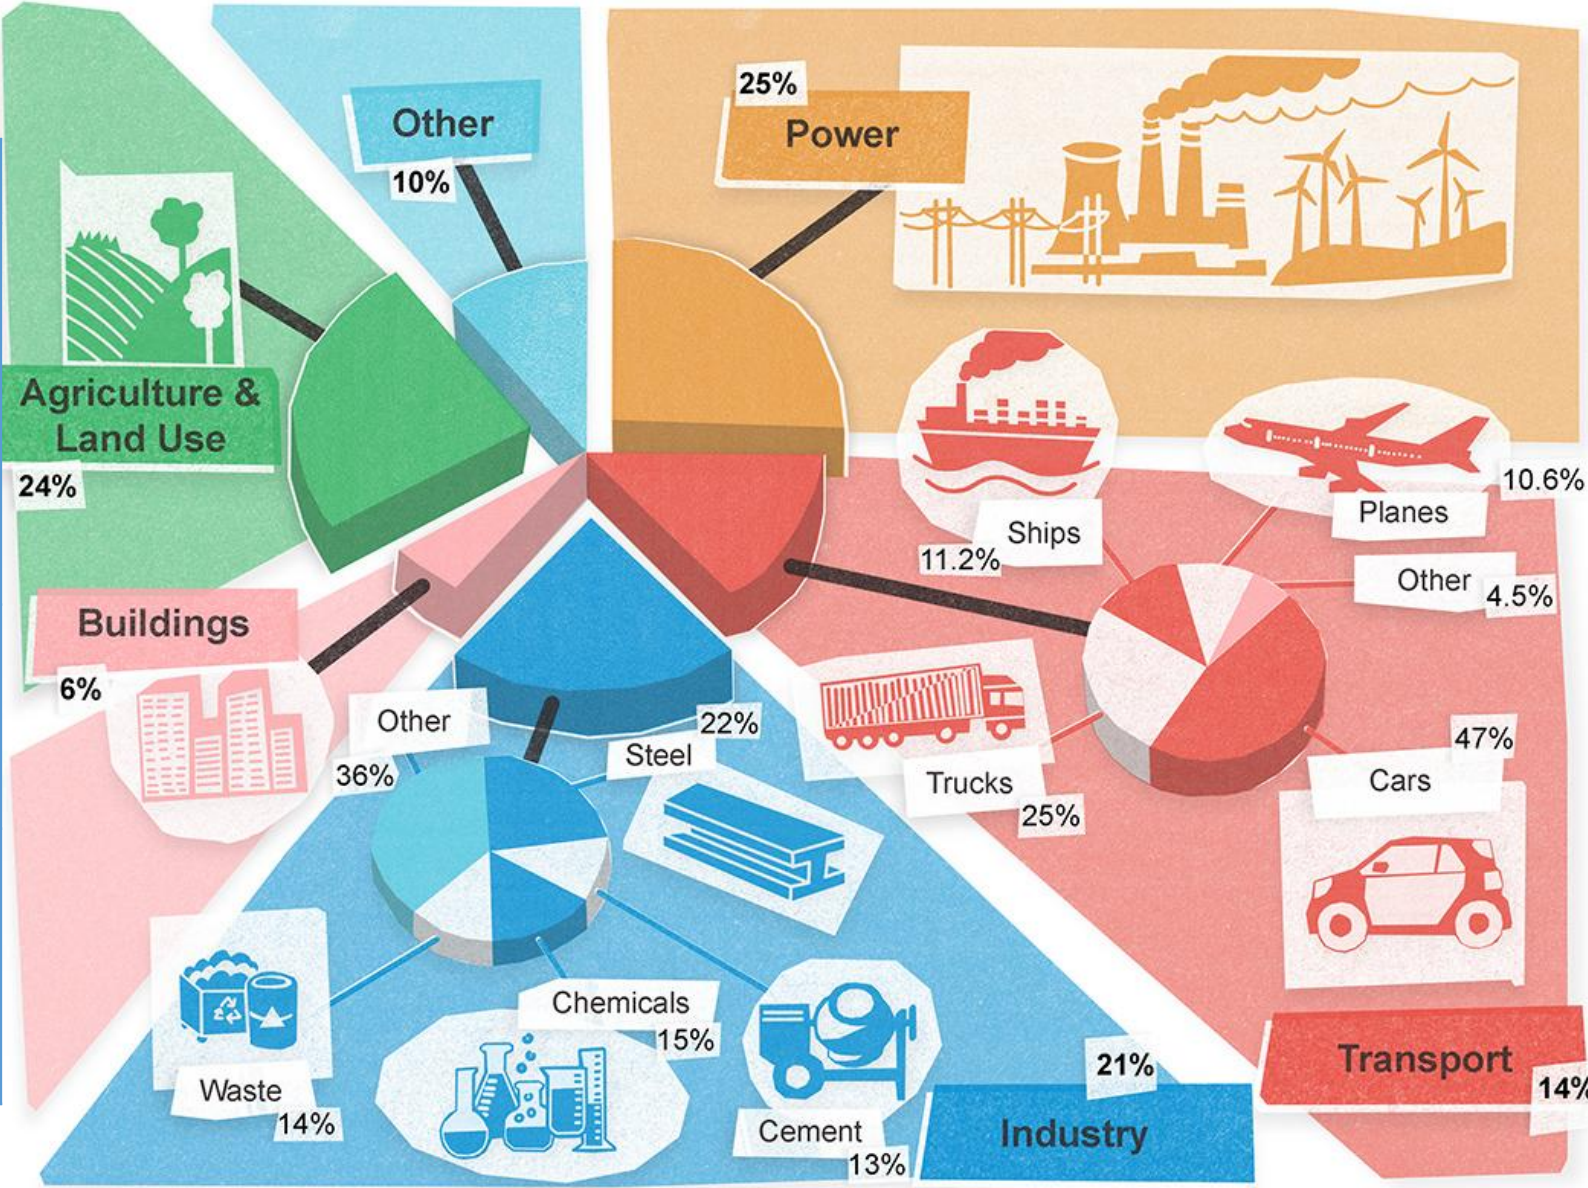 Other
10%
25%
Power
Agriculture &
Land Use
24%
Ships
11.2%
Planes
10.6%
Other
4.5%
Buildings
6%
Other
36%
Steel
22%
Trucks
25%
Cars
47%
Waste
14%
Chemicals
15%
Cement
13%
21%
Industry
Transport
14%